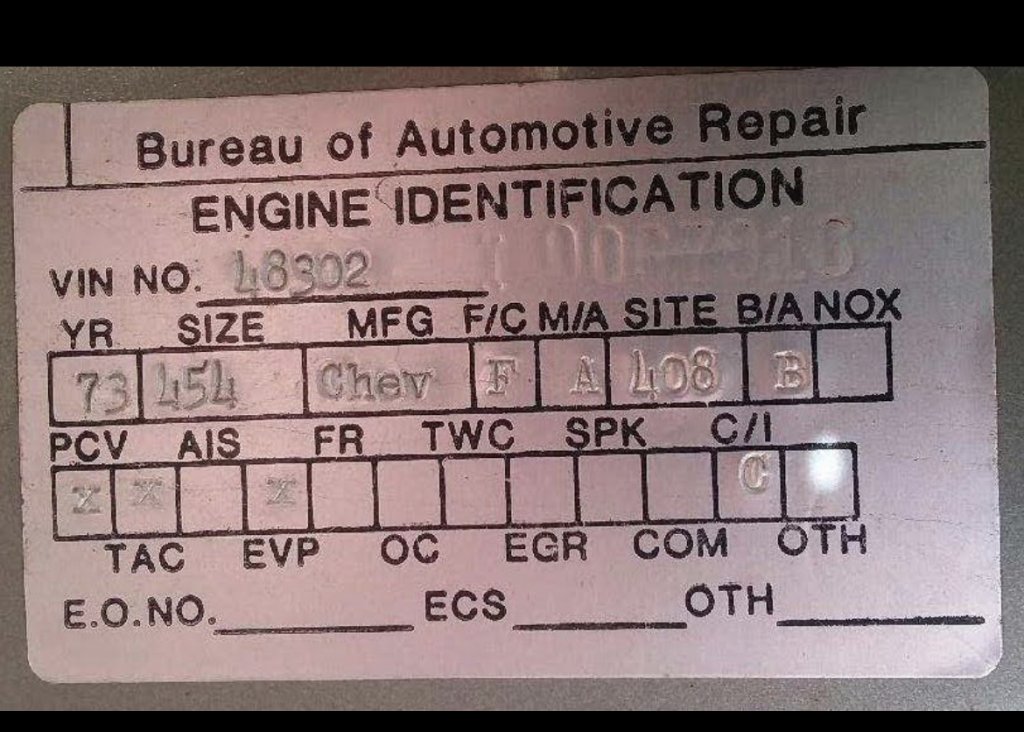 Bureau of Automotive Repair
ENGINE IDENTIFICATION
VIN NO. 48302
YR SIZE MFG F/C M/A SITE B/A NOX
73 454 Chev F A 408 B
PCV AIS FR TWC SPK C/I
x x x C
TAC EVP OC EGR COM OTH
E.O.NO. ECS OTH